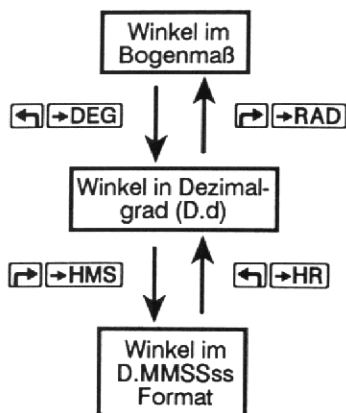 Winkel im
Bogenmaß
→DEG
→RAD
Winkel in Dezimal-
grad (D.d)
→HMS
→HR
Winkel im
D.MMSSss
Format